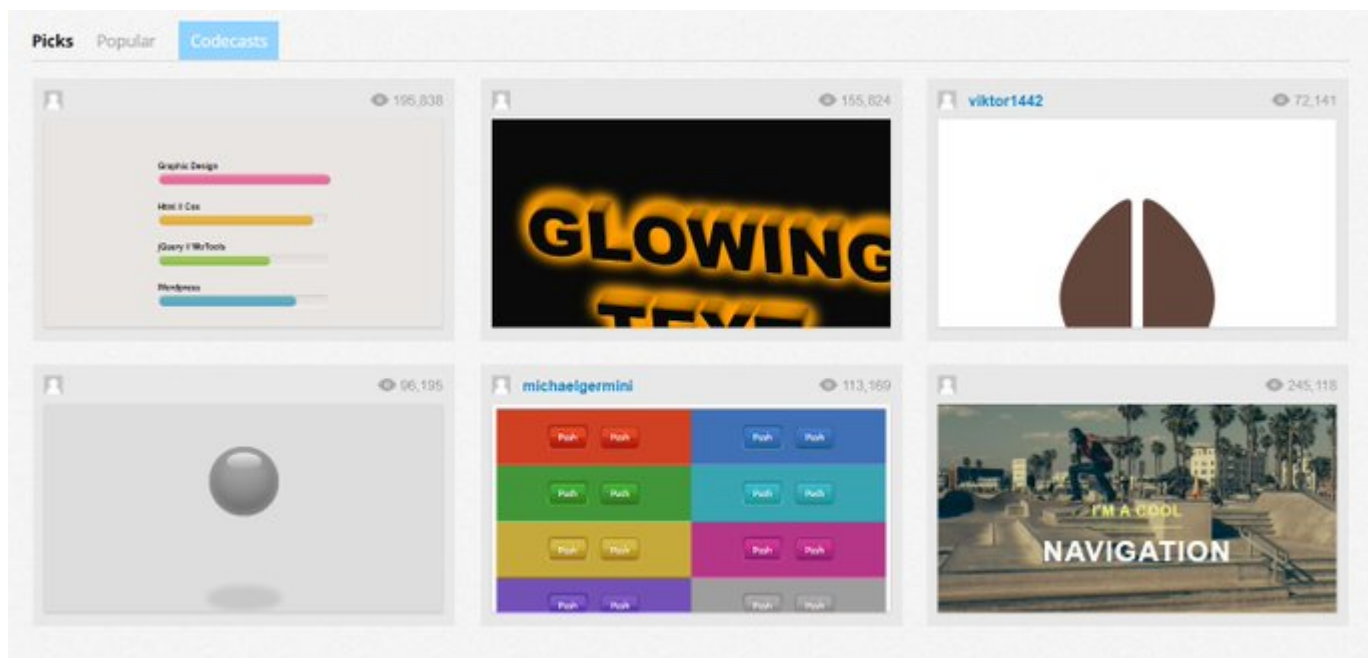 Picks Popular Codecasts
195,838
155,824
viktor1442 72,141
Graphic Design
Html // Css
jQuery // MoTools
Wordpress
GLOWING
TEXT
96,195
michaelgermini 113,169
245,118
Push Push Push Push
Push Push Push Push
Push Push Push Push
Push Push Push Push
I'M A COOL
NAVIGATION